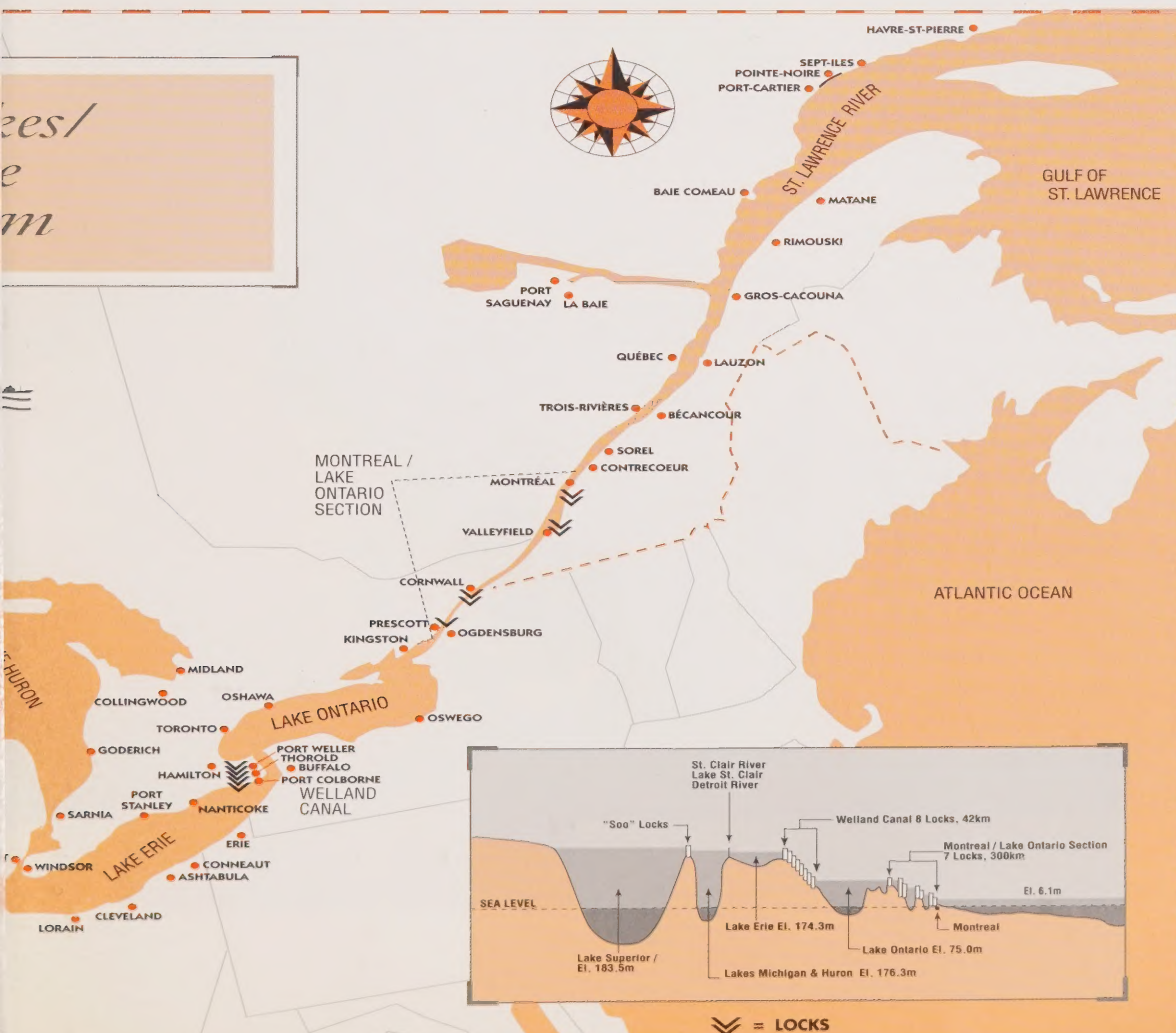 HAVRE-ST-PIERRE
SEPT-ILES
POINTE-NOIRE
PORT-CARTIER
ST. LAWRENCE RIVER
GULF OF
ST. LAWRENCE
BAIE COMEAU
MATANE
RIMOUSKI
PORT
SAGUENAY
LA BAIE
GROS-CACOUNA
QUÉBEC
LAUZON
TROIS-RIVIÈRES
BÉCANCOUR
SOREL
CONTRECOEUR
MONTREAL /
LAKE
ONTARIO
SECTION
MONTRÉAL
VALLEYFIELD
CORNWALL
ATLANTIC OCEAN
PRESCOTT
OGDENSBURG
KINGSTON
HURON
MIDLAND
COLLINGWOOD
OSHAWA
LAKE ONTARIO
TORONTO
OSWEGO
GODERICH
PORT WELLER
THOROLD
HAMILTON
BUFFALO
PORT COLBORNE
WELLAND
CANAL
PORT
STANLEY
NANTICOKE
SARNIA
ERIE
WINDSOR
LAKE ERIE
CONNEAUT
ASHTABULA
CLEVELAND
LORAIN
St. Clair River
Lake St. Clair
Detroit River
"Soo" Locks
Welland Canal 8 Locks, 42km
Montreal / Lake Ontario Section
7 Locks, 300km
El. 6.1m
SEA LEVEL
Lake Erie El. 174.3m
Montreal
Lake Ontario El. 75.0m
Lake Superior /
El. 183.5m
Lakes Michigan & Huron El. 176.3m
= LOCKS